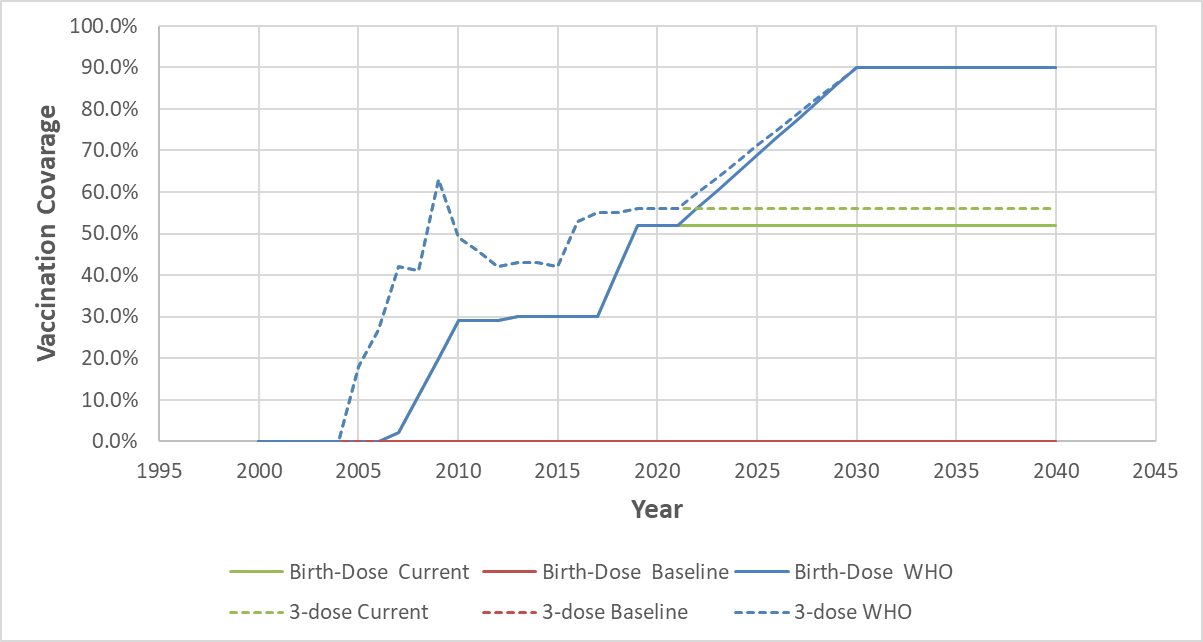 100.0%
90.0%
80.0%
70.0%
60.0%
50.0%
40.0%
30.0%
20.0%
10.0%
0.0%
Vaccination Covarage
1995 2000 2005 2010 2015 2020 2025 2030 2035 2040 2045
Year
Birth-Dose Current Birth-Dose Baseline Birth-Dose WHO
3-dose Current 3-dose Baseline 3-dose WHO